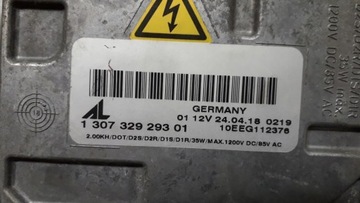 GERMANY
AL
1 307 329 293 01
01 12V 24.04.18 0219
10EEG112376
2.00KH/DOT/D2S/D2R/D1S/D1R/35W/MAX.1200V DC/85V AC